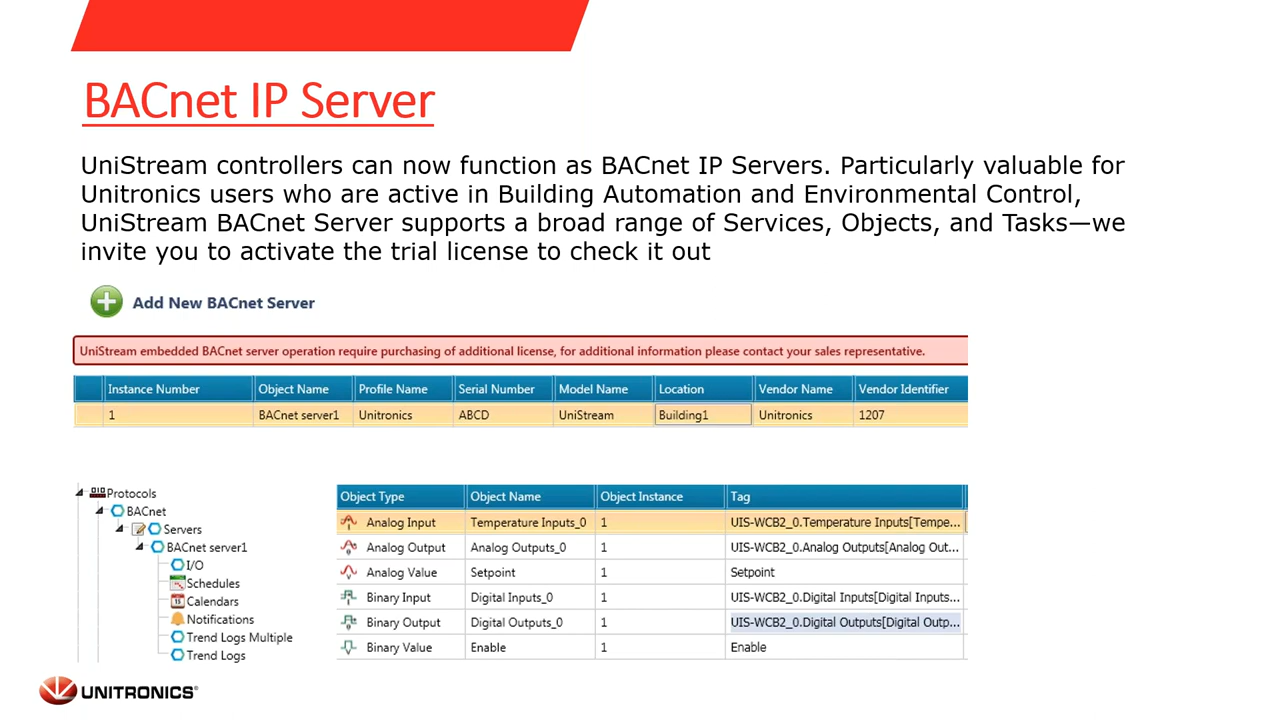 BACnet IP Server
UniStream controllers can now function as BACnet IP Servers. Particularly valuable for
Unitronics users who are active in Building Automation and Environmental Control,
UniStream BACnet Server supports a broad range of Services, Objects, and Tasks—we
invite you to activate the trial license to check it out
Add New BACnet Server
UniStream embedded BACnet server operation require purchasing of additional license, for additional information please contact your sales representative.
Instance Number Object Name Profile Name Serial Number Model Name Location Vendor Name Vendor Identifier
1 BACnet server1 Unitronics ABCD UniStream Building1 Unitronics 1207
Protocols
BACnet
Servers
BACnet server1
I/O
Schedules
Calendars
Notifications
Trend Logs Multiple
Trend Logs
Object Type Object Name Object Instance Tag
Analog Input Temperature Inputs_0 1 UIS-WCB2_0.Temperature Inputs[Tempe...
Analog Output Analog Outputs_0 1 UIS-WCB2_0.Analog Outputs[Analog Out...
Analog Value Setpoint 1 Setpoint
Binary Input Digital Inputs_0 1 UIS-WCB2_0.Digital Inputs[Digital Inputs...
Binary Output Digital Outputs_0 1 UIS-WCB2_0.Digital Outputs[Digital Outp...
Binary Value Enable 1 Enable
UNITRONICS®